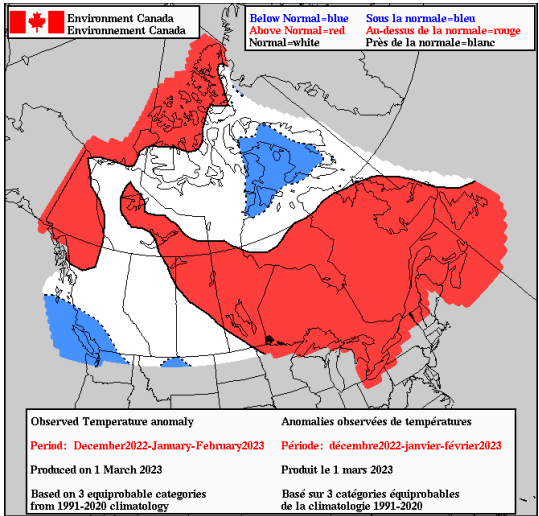 Environment Canada
Environnement Canada
Below Normal=blue
Above Normal=red
Normal=white
Sous la normale=bleu
Au-dessus de la normale=rouge
Près de la normale=blanc
Observed Temperature anomaly
Period: December2022-January-February2023
Produced on 1 March 2023
Based on 3 equiprobable categories
from 1991-2020 climatology
Anomalies observées de températures
Période: décembre2022-janvier-février2023
Produit le 1 mars 2023
Basé sur 3 catégories équiprobables
de la climatologie 1991-2020